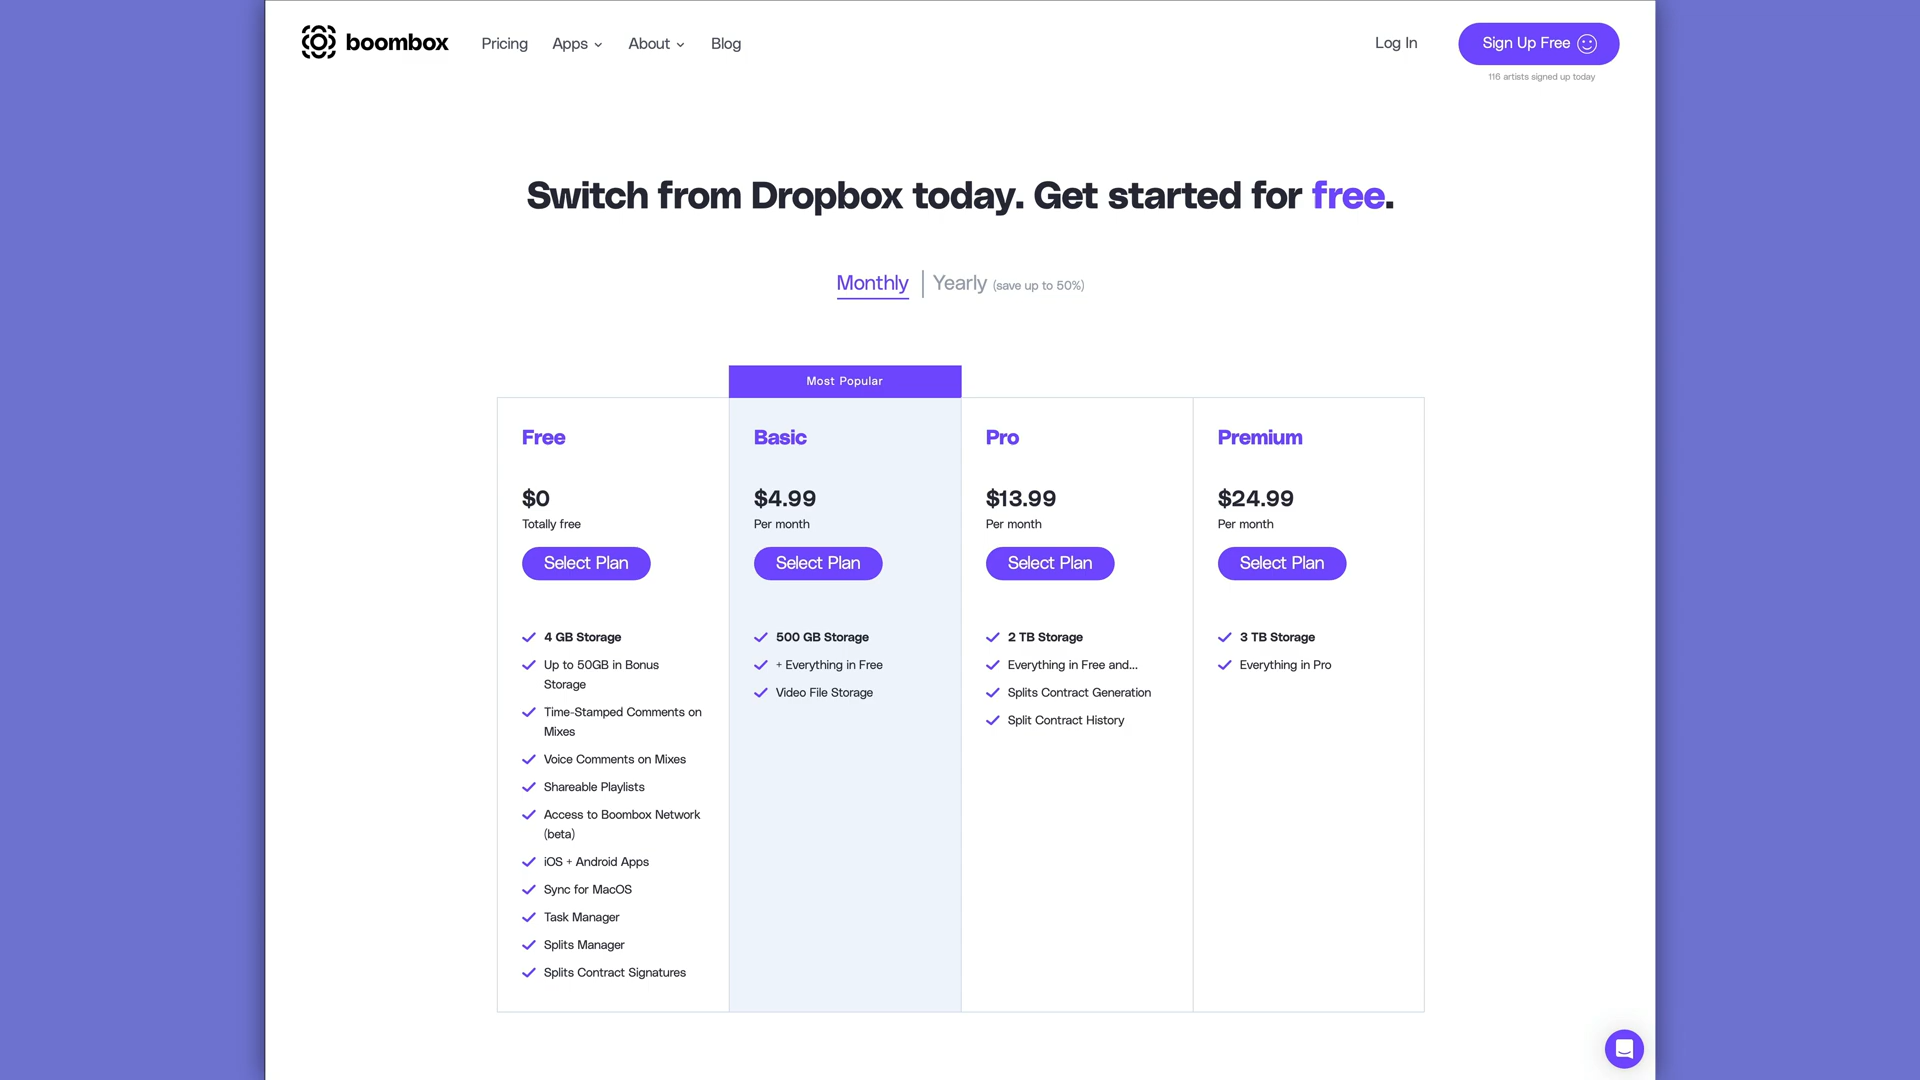 boombox
Pricing
Apps
About
Blog
Log In
Sign Up Free
116 artists signed up today
Switch from Dropbox today. Get started for free.
Monthly
Yearly (save up to 50%)
Most Popular
Free
$0
Totally free
Select Plan
4 GB Storage
Up to 50GB in Bonus
Storage
Time-Stamped Comments on
Mixes
Voice Comments on Mixes
Shareable Playlists
Access to Boombox Network
(beta)
iOS + Android Apps
Sync for MacOS
Task Manager
Splits Manager
Splits Contract Signatures
Basic
$4.99
Per month
Select Plan
500 GB Storage
+ Everything in Free
Video File Storage
Pro
$13.99
Per month
Select Plan
2 TB Storage
Everything in Free and...
Splits Contract Generation
Split Contract History
Premium
$24.99
Per month
Select Plan
3 TB Storage
Everything in Pro